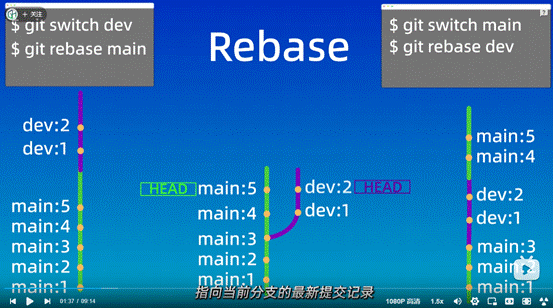 + 关注
$ git switch dev
$ git rebase main
Rebase
$ git switch main
$ git rebase dev
dev:2
dev:1
main:5
main:4
main:3
main:2
main:1
HEAD
main:5
main:4
main:3
main:2
main:1
dev:2
HEAD
dev:1
main:5
main:4
dev:2
dev:1
main:3
main:2
main:1
指向当前分支的最新提交记录
01:37 / 09:14
1080P 高清
1.5x